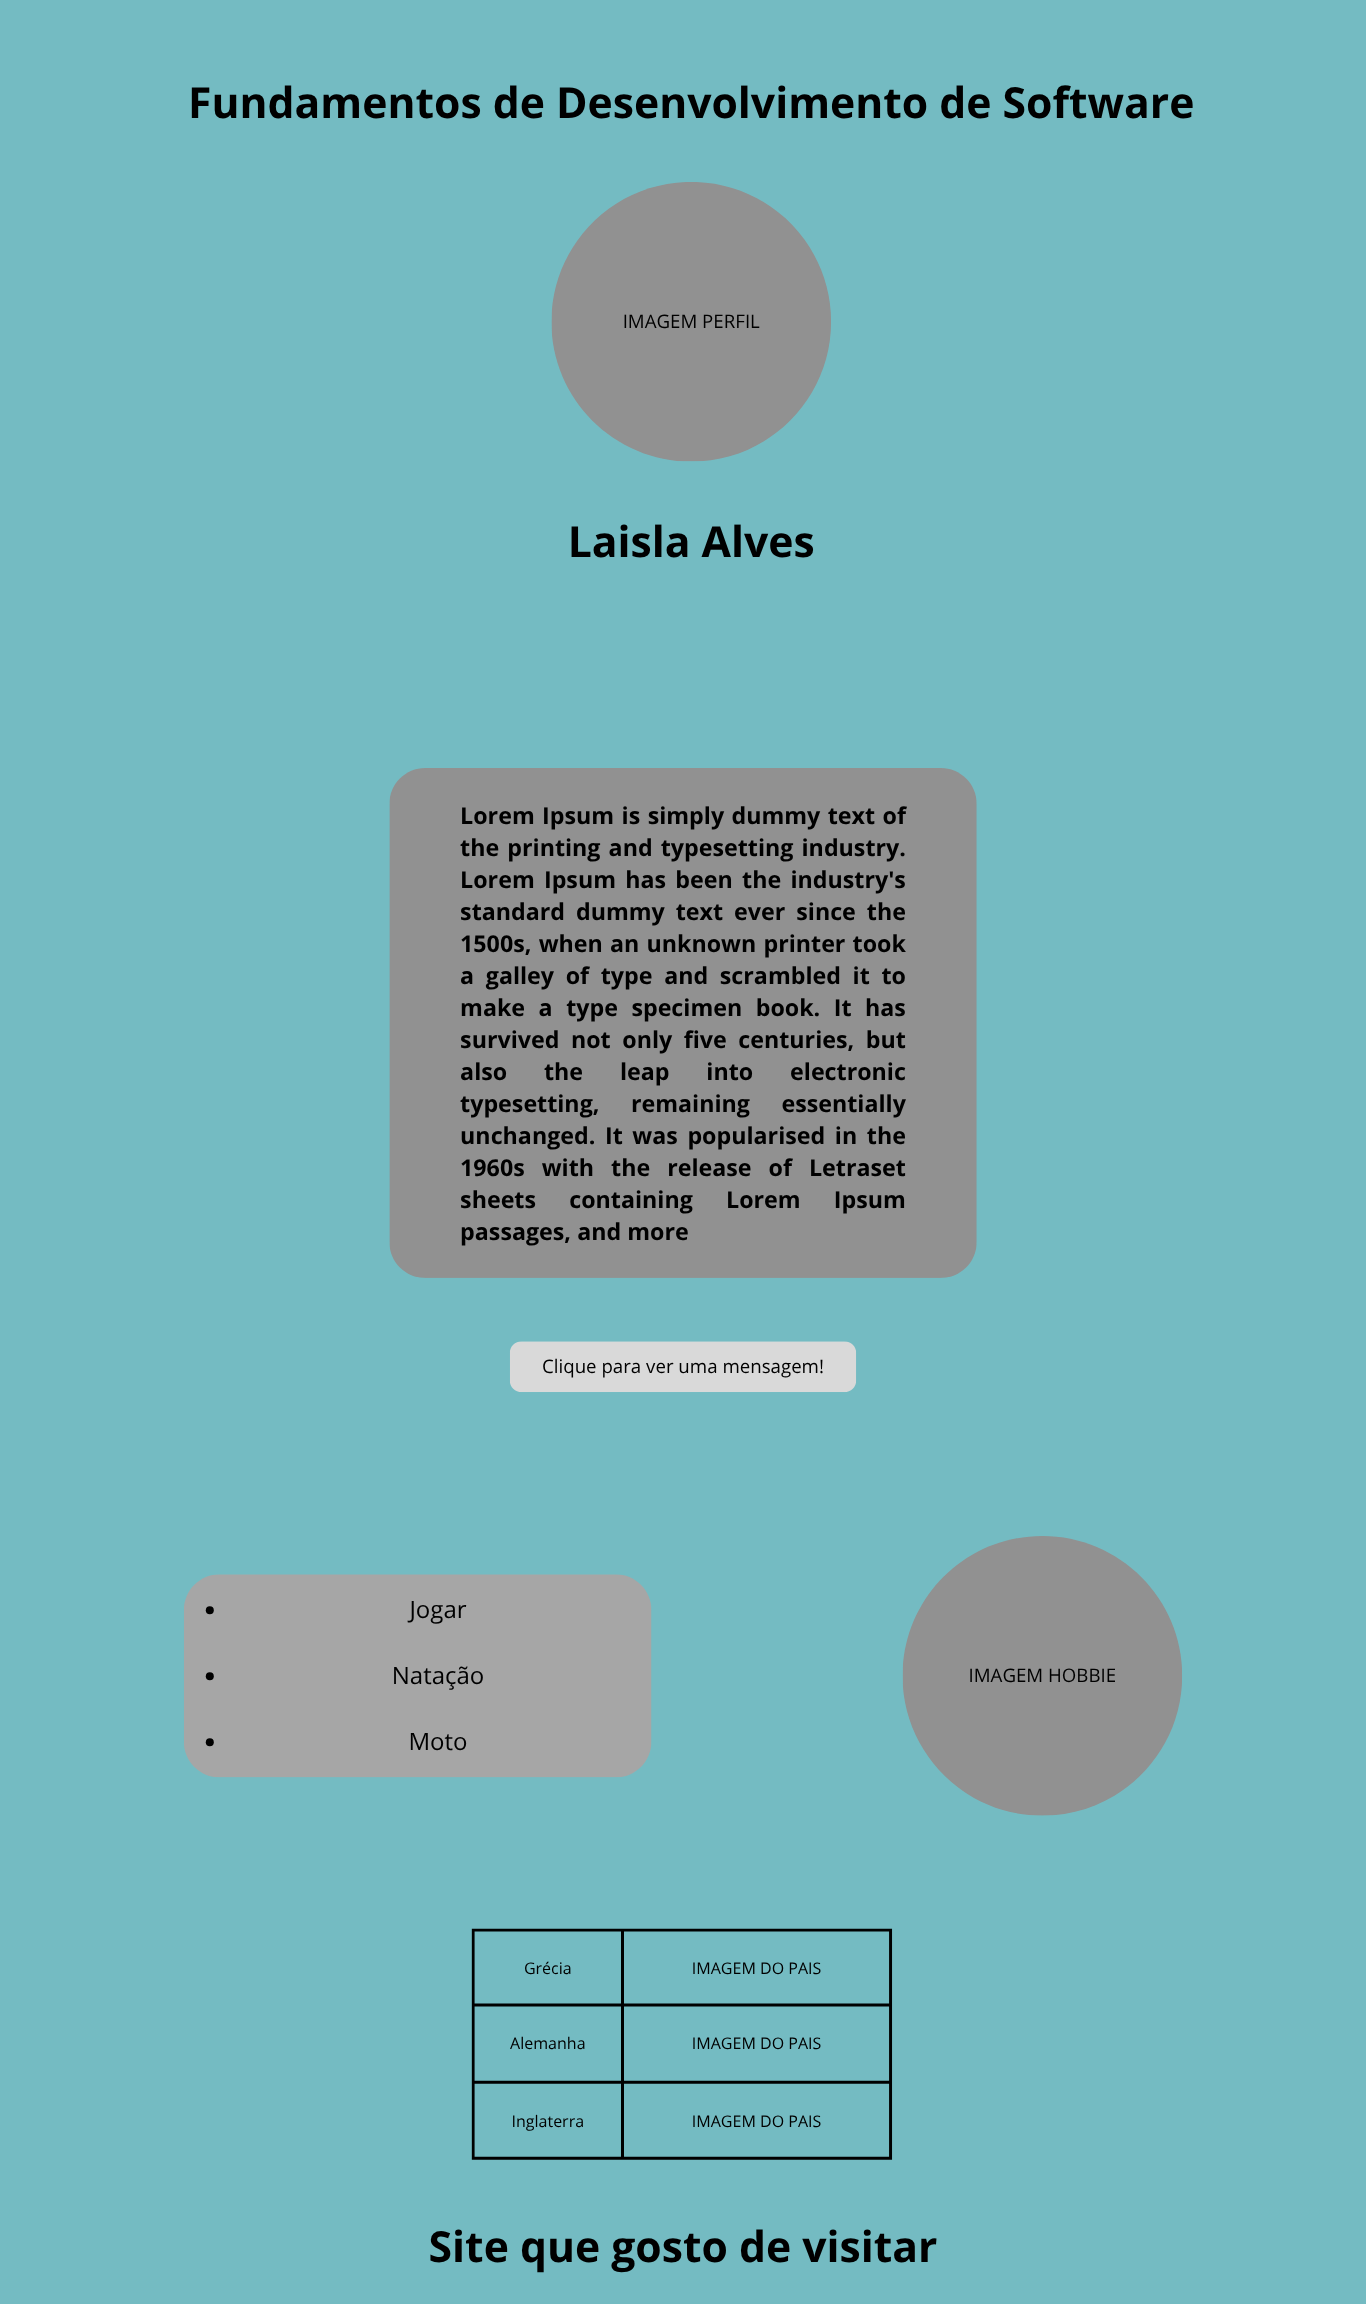 Fundamentos de Desenvolvimento de Software
IMAGEM PERFIL
Laisla Alves
Lorem Ipsum is simply dummy text of
the printing and typesetting industry.
Lorem Ipsum has been the industry's
standard dummy text ever since the
1500s, when an unknown printer took
a galley of type and scrambled it to
make a type specimen book. It has
survived not only five centuries, but
also the leap into electronic
typesetting, remaining essentially
unchanged. It was popularised in the
1960s with the release of Letraset
sheets containing Lorem Ipsum
passages, and more
Clique para ver uma mensagem!
• Jogar
• Natação
• Moto
IMAGEM HOBBIE
Grécia IMAGEM DO PAIS
Alemanha IMAGEM DO PAIS
Inglaterra IMAGEM DO PAIS
Site que gosto de visitar